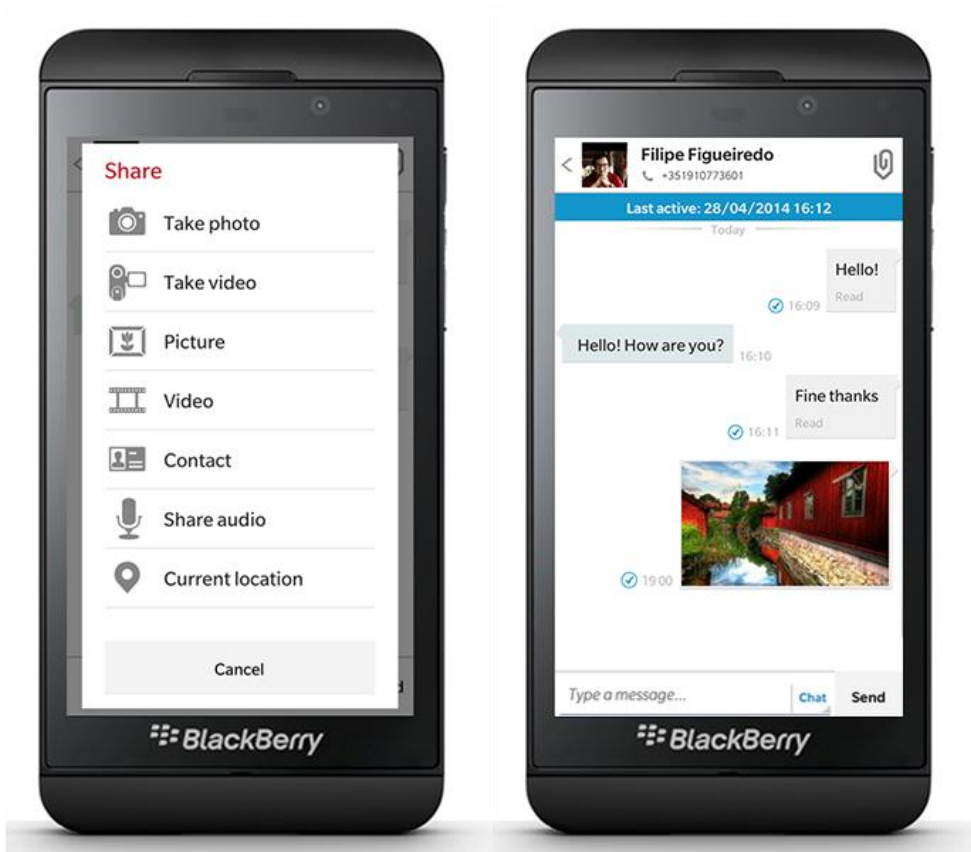 Share
Take photo
Take video
Picture
Video
Contact
Share audio
Current location
Cancel
BlackBerry
Filipe Figueiredo
+351910773601
Last active: 28/04/2014 16:12
Today
Hello!
Read
16:09
Hello! How are you?
16:10
Fine thanks
Read
16:11
19:00
Type a message...
Chat
Send
BlackBerry